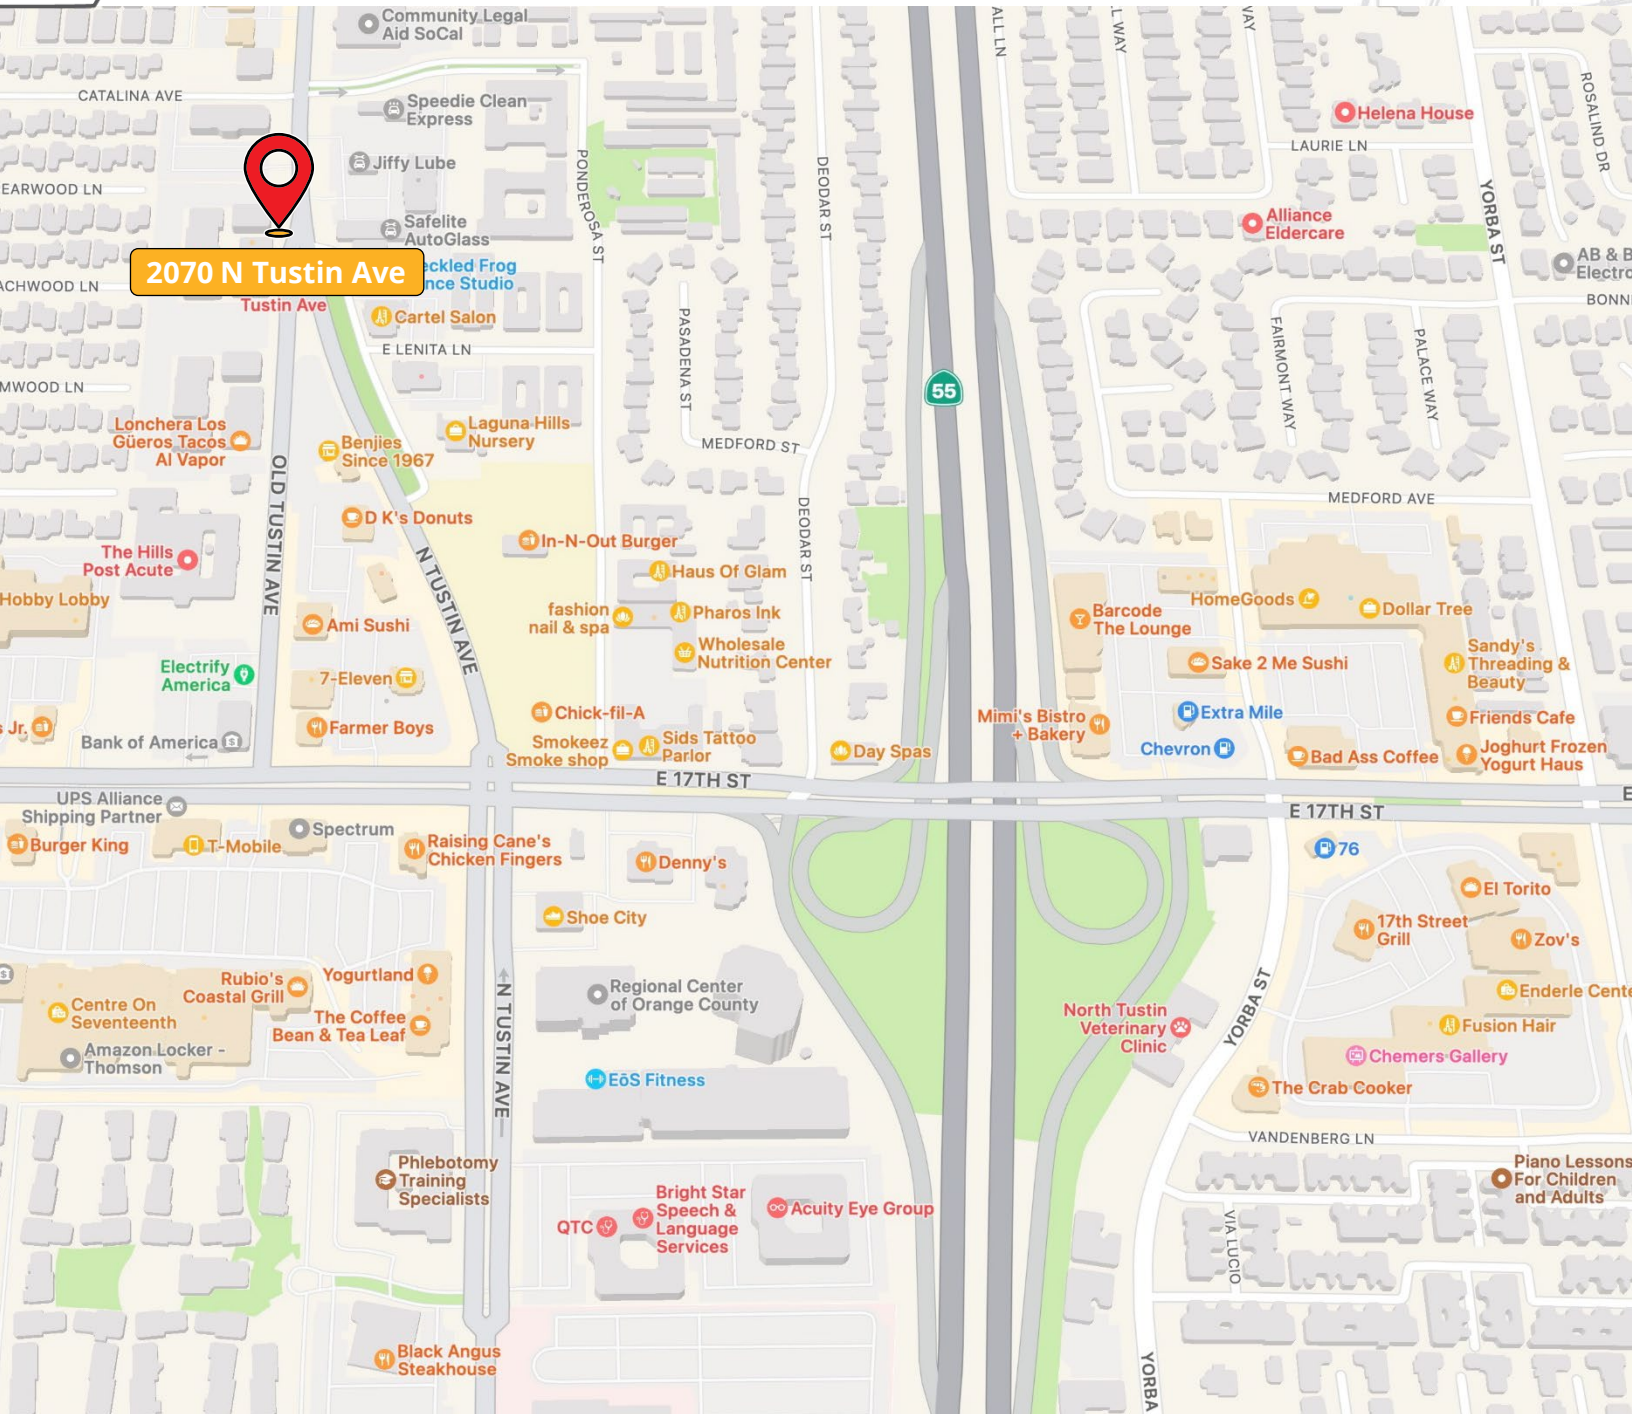 Community Legal
Aid SoCal
ALL LN
L WAY
WAY
CATALINA AVE
Speedie Clean
Express
ROSALIND DR
Helena House
LAURIE LN
Jiffy Lube
PONDEROSA ST
DEODAR ST
YORBA ST
EARWOOD LN
Safelite
AutoGlass
Alliance
Eldercare
2070 N Tustin Ave
eckled Frog
nce Studio
AB & B
Electro
ACHWOOD LN
BONN
Tustin Ave
Cartel Salon
E LENITA LN
PASADENA ST
FAIRMONT WAY
PALACE WAY
MWOOD LN
55
Lonchera Los
Güeros Tacos
Al Vapor
Benjies
Since 1967
Laguna Hills
Nursery
MEDFORD ST
OLD TUSTIN AVE
MEDFORD AVE
D K's Donuts
DEODAR ST
N TUSTIN AVE
In-N-Out Burger
The Hills
Post Acute
Haus Of Glam
Hobby Lobby
fashion
nail & spa
Pharos Ink
HomeGoods
Dollar Tree
Barcode
The Lounge
Ami Sushi
Wholesale
Nutrition Center
Sandy's
Threading &
Beauty
Sake 2 Me Sushi
Electrify
America
7-Eleven
Chick-fil-A
Extra Mile
Mimi's Bistro
+ Bakery
Friends Cafe
s Jr.
Farmer Boys
Bank of America
Smokeez
Smoke shop
Sids Tattoo
Parlor
Day Spas
Chevron
Bad Ass Coffee
Joghurt Frozen
Yogurt Haus
E 17TH ST
E
UPS Alliance
Shipping Partner
E 17TH ST
Spectrum
Burger King
T-Mobile
Raising Cane's
Chicken Fingers
Denny's
76
El Torito
Shoe City
17th Street
Grill
Zov's
Rubio's
Coastal Grill
Yogurtland
Regional Center
of Orange County
YORBA ST
Enderle Cente
Centre On
Seventeenth
The Coffee
Bean & Tea Leaf
N TUSTIN AVE
North Tustin
Veterinary
Clinic
Fusion Hair
Amazon Locker -
Thomson
Chemers Gallery
EōS Fitness
The Crab Cooker
VANDENBERG LN
Phlebotomy
Training
Specialists
Piano Lessons
For Children
and Adults
Bright Star
Speech &
Language
Services
QTC
Acuity Eye Group
VIA LUCIO
Black Angus
Steakhouse
YORBA